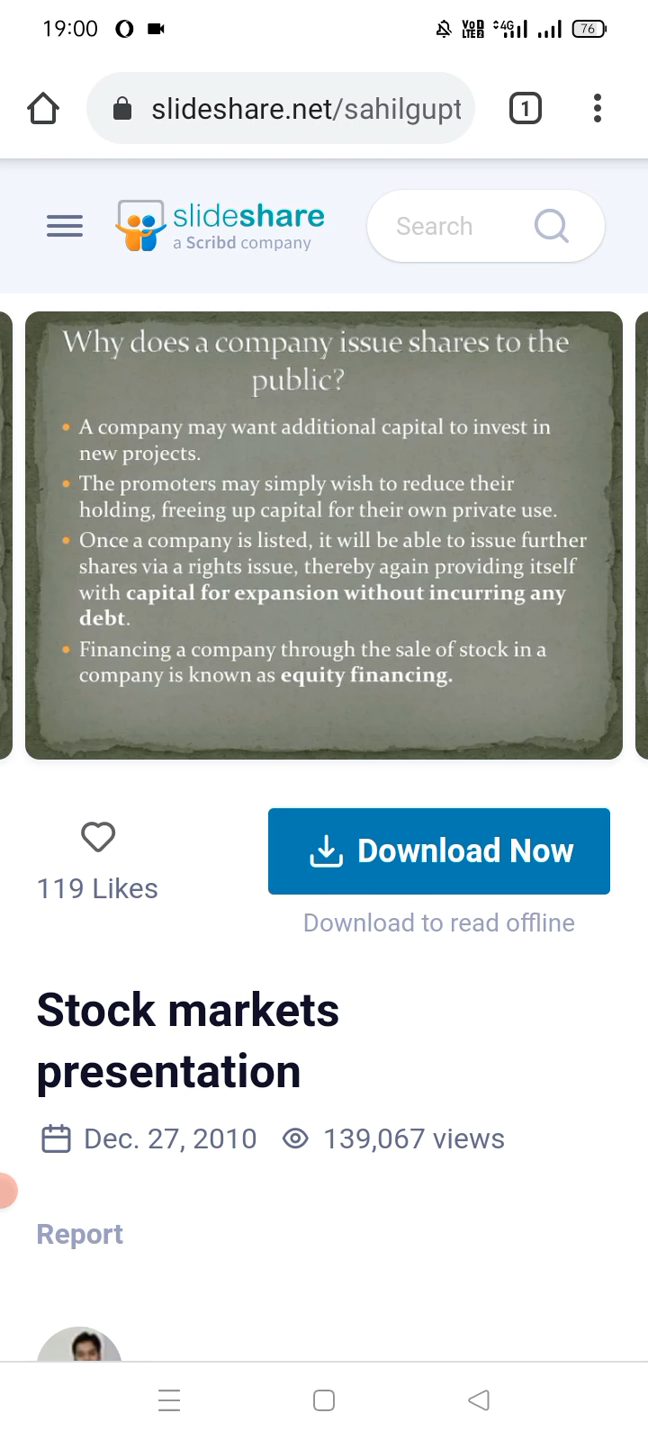 19:00
VoD
LTE2
4G
76
slideshare.net/sahilgupt
1
slideshare
a Scribd company
Search
Why does a company issue shares to the
public?
• A company may want additional capital to invest in
new projects.
• The promoters may simply wish to reduce their
holding, freeing up capital for their own private use.
• Once a company is listed, it will be able to issue further
shares via a rights issue, thereby again providing itself
with capital for expansion without incurring any
debt.
• Financing a company through the sale of stock in a
company is known as equity financing.
119 Likes
Download Now
Download to read offline
Stock markets
presentation
Dec. 27, 2010 139,067 views
Report